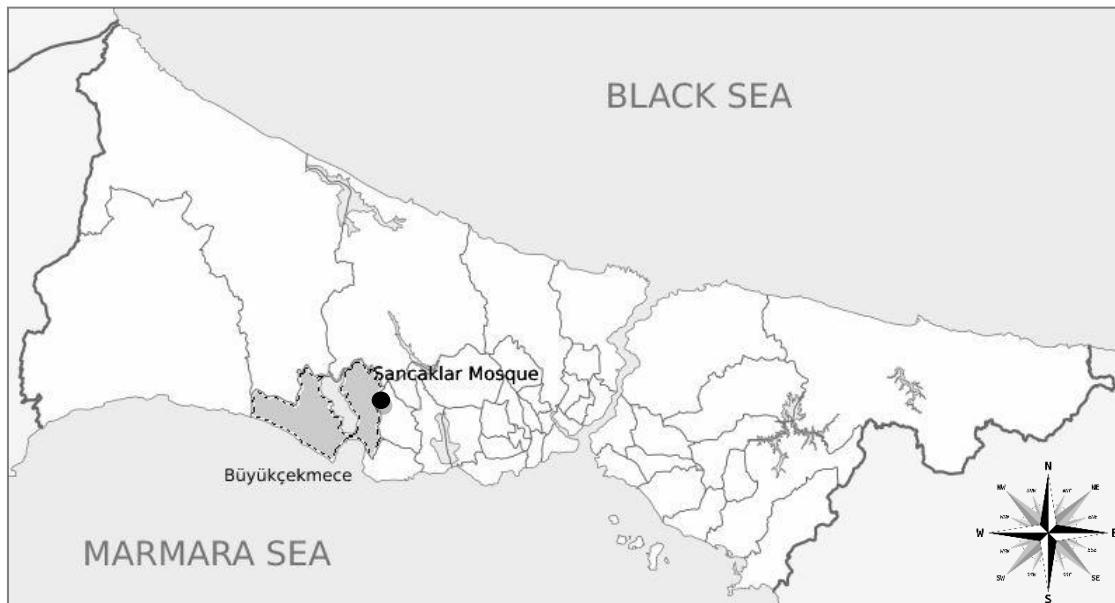 BLACK SEA
Sancaklar Mosque
Büyükçekmece
MARMARA SEA
N
NW
NE
W
E
SW
SE
S